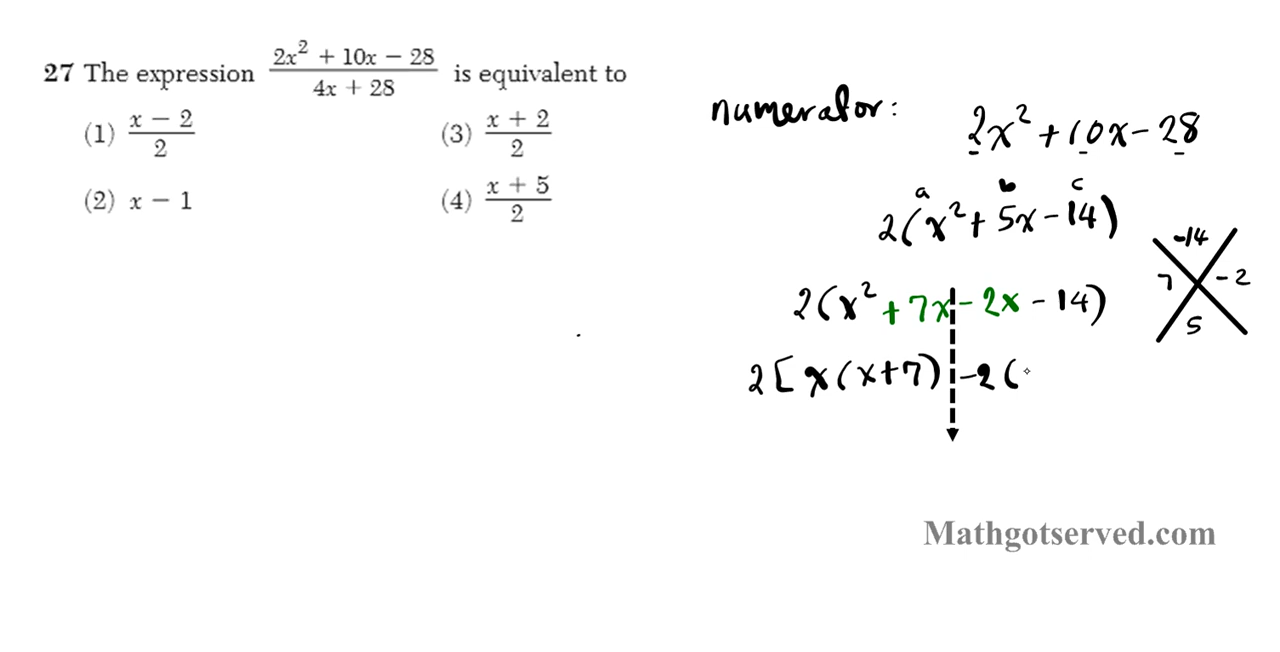 27 The expression (2x² + 10x − 28)/(4x + 28) is equivalent to
(1) (x − 2)/2
(3) (x + 2)/2
(2) x − 1
(4) (x + 5)/2
numerator:
2x² + 10x − 28
a b c
2(x² + 5x − 14)
-14
7 -2
5
2(x² + 7x − 2x − 14)
2[x(x+7) −2(
Mathgotserved.com